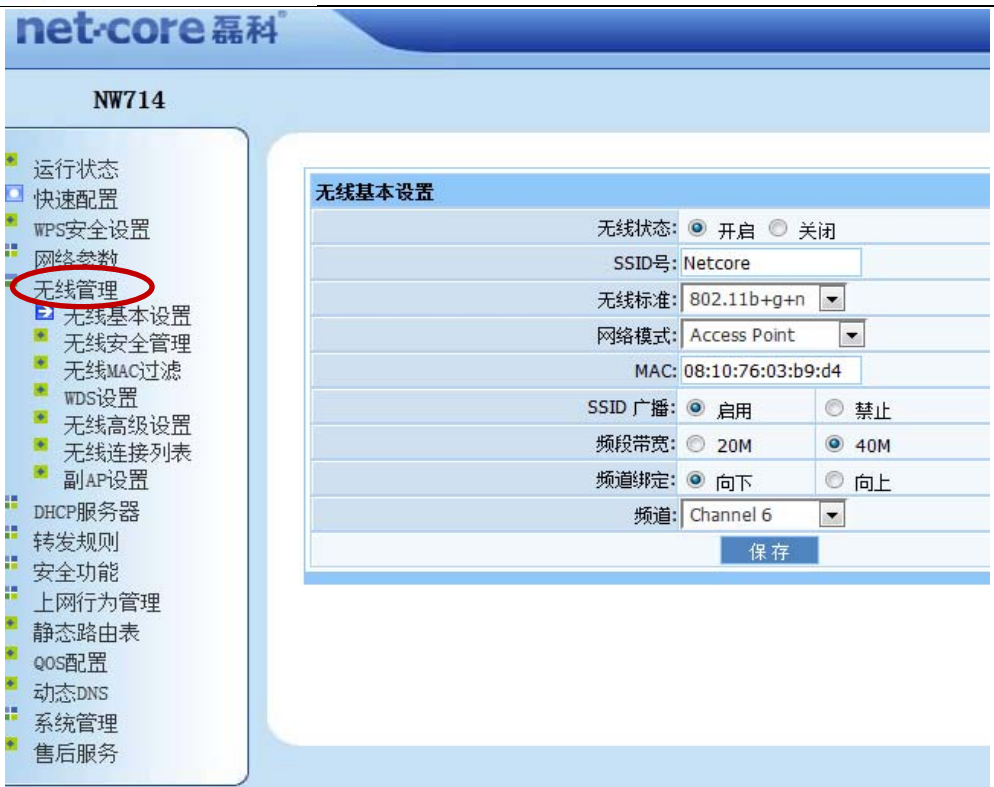 net-core 磊科
NW714
运行状态
快速配置
WPS安全设置
网络参数
无线管理
无线基本设置
无线安全管理
无线MAC过滤
WDS设置
无线高级设置
无线连接列表
副AP设置
DHCP服务器
转发规则
安全功能
上网行为管理
静态路由表
QOS配置
动态DNS
系统管理
售后服务
无线基本设置
无线状态: 开启 关闭
SSID号: Netcore
无线标准: 802.11b+g+n
网络模式: Access Point
MAC: 08:10:76:03:b9:d4
SSID 广播: 启用 禁止
频段带宽: 20M 40M
频道绑定: 向下 向上
频道: Channel 6
保存